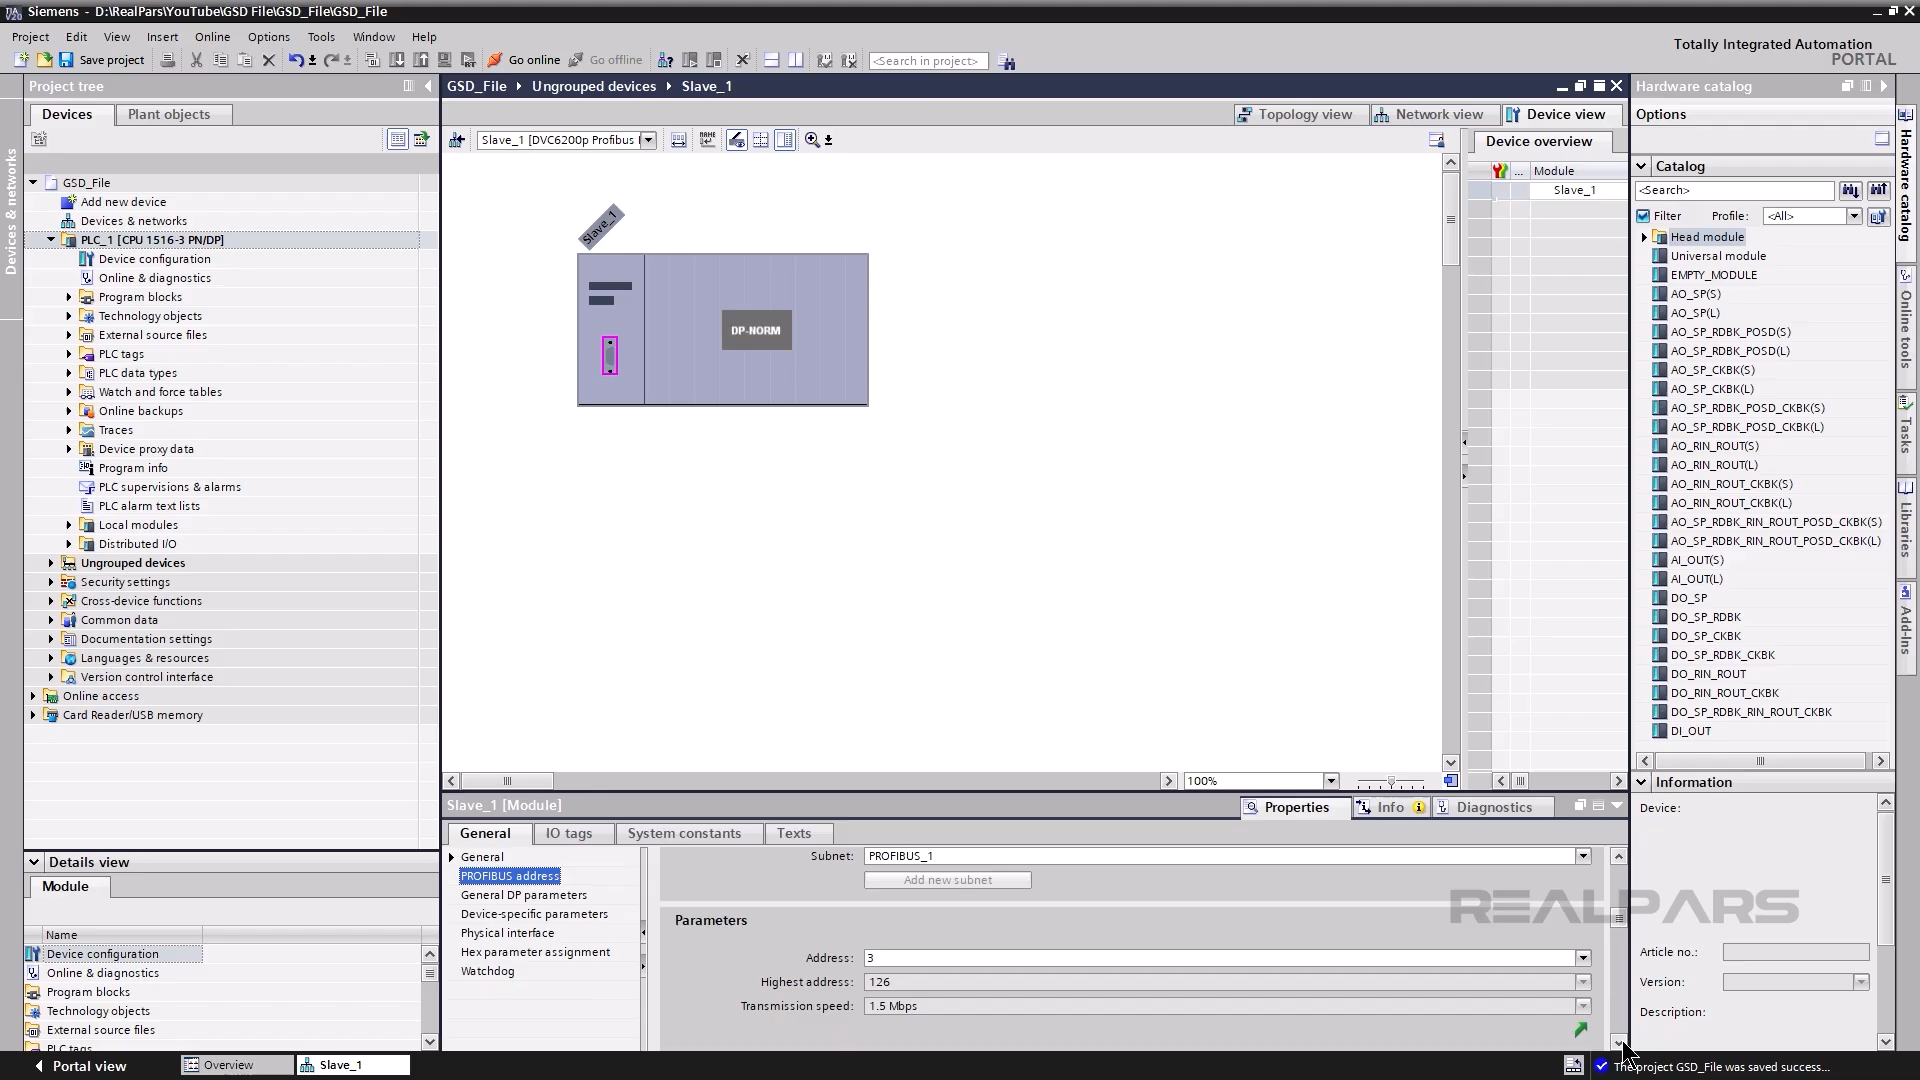 Siemens - D:\RealPars\YouTube\GSD File\GSD_File\GSD_File
Project Edit View Insert Online Options Tools Window Help
Totally Integrated Automation
PORTAL
Save project
Go online
Go offline
<Search in project>
Project tree
GSD_File
Ungrouped devices
Slave_1
Hardware catalog
Devices
Plant objects
Topology view
Network view
Device view
Options
Slave_1 [DVC6200p Profibus
Device overview
... Module
Slave_1
Catalog
<Search>
Filter
Profile:
<All>
Devices & networks
GSD_File
Add new device
Devices & networks
PLC_1 [CPU 1516-3 PN/DP]
Device configuration
Online & diagnostics
Program blocks
Technology objects
External source files
PLC tags
PLC data types
Watch and force tables
Online backups
Traces
Device proxy data
Program info
PLC supervisions & alarms
PLC alarm text lists
Local modules
Distributed I/O
Ungrouped devices
Security settings
Cross-device functions
Common data
Documentation settings
Languages & resources
Version control interface
Online access
Card Reader/USB memory
Slave_1
DP-NORM
Head module
Universal module
EMPTY_MODULE
AO_SP(S)
AO_SP(L)
AO_SP_RDBK_POSD(S)
AO_SP_RDBK_POSD(L)
AO_SP_CKBK(S)
AO_SP_CKBK(L)
AO_SP_RDBK_POSD_CKBK(S)
AO_SP_RDBK_POSD_CKBK(L)
AO_RIN_ROUT(S)
AO_RIN_ROUT(L)
AO_RIN_ROUT_CKBK(S)
AO_RIN_ROUT_CKBK(L)
AO_SP_RDBK_RIN_ROUT_POSD_CKBK(S)
AO_SP_RDBK_RIN_ROUT_POSD_CKBK(L)
AI_OUT(S)
AI_OUT(L)
DO_SP
DO_SP_RDBK
DO_SP_CKBK
DO_SP_RDBK_CKBK
DO_RIN_ROUT
DO_RIN_ROUT_CKBK
DO_SP_RDBK_RIN_ROUT_CKBK
DI_OUT
Hardware catalog
Online tools
Tasks
Libraries
Add-Ins
100%
Information
Device:
Article no.:
Version:
Description:
Slave_1 [Module]
Properties
Info
Diagnostics
General
IO tags
System constants
Texts
General
PROFIBUS address
General DP parameters
Device-specific parameters
Physical interface
Hex parameter assignment
Watchdog
Subnet: PROFIBUS_1
Add new subnet
Parameters
Address: 3
Highest address: 126
Transmission speed: 1.5 Mbps
REALPARS
Details view
Module
Name
Device configuration
Online & diagnostics
Program blocks
Technology objects
External source files
PLC tags
Portal view
Overview
Slave_1
The project GSD_File was saved success...